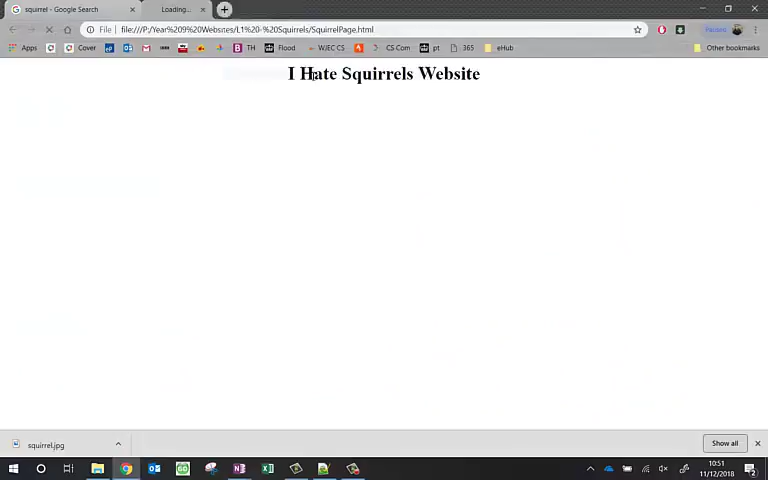 squirrel - Google Search
Loading...
File
file:///P:/Year%209%20Websites/L1%20-%20Squirrels/SquirrelPage.html
Paused
Apps
Cover
TH
Flood
WJEC CS
CS Com
pt
365
eHub
Other bookmarks
I Hate Squirrels Website
squirrel.jpg
Show all
10:51
11/12/2018